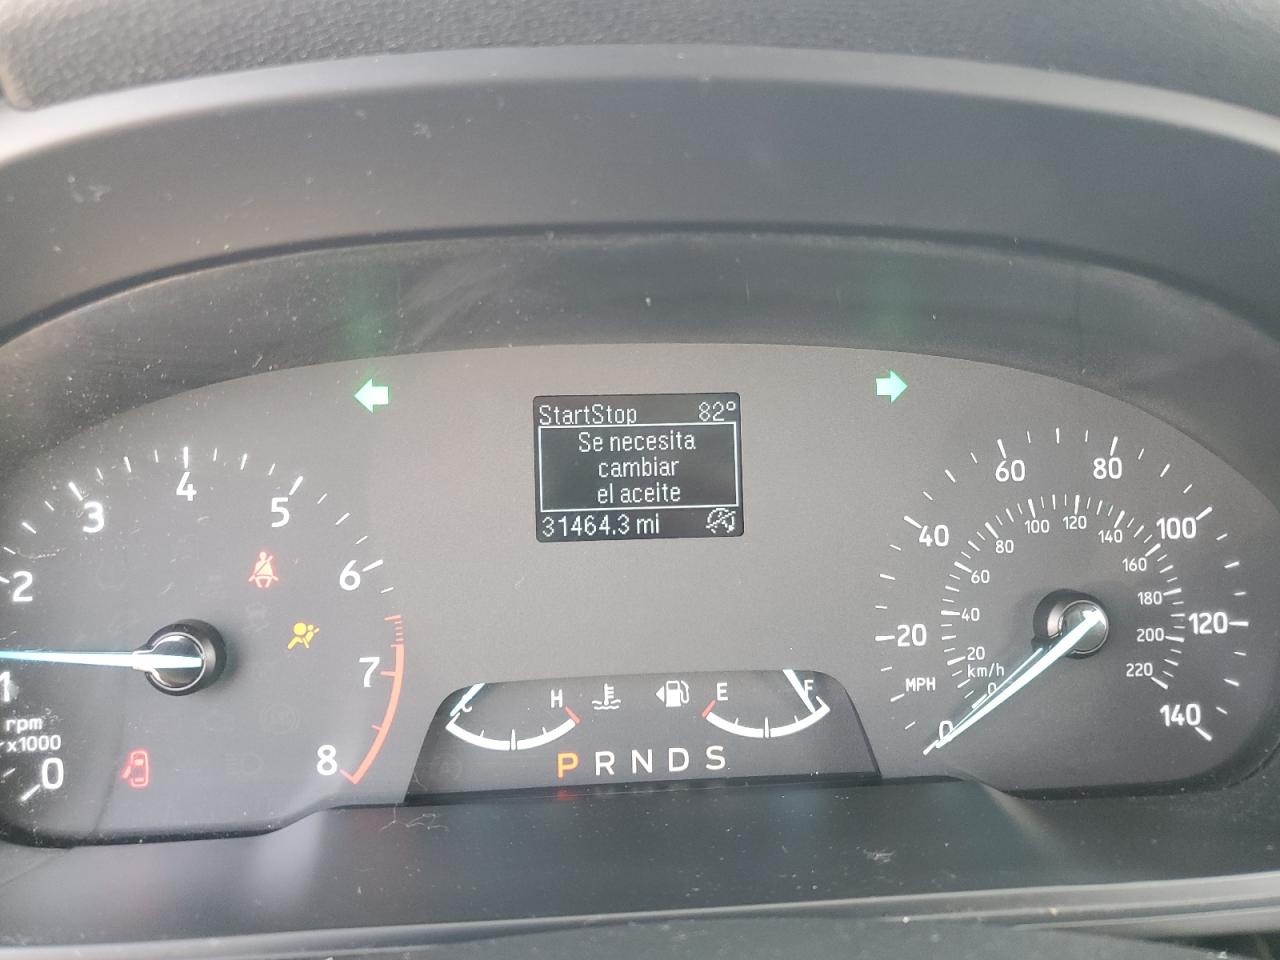 StartStop 82°
Se necesita
cambiar
el aceite
31464.3 mi
0
1
2
3
4
5
6
7
8
rpm
x1000
H
E
F
P R N D S
0
20
40
60
80
100
120
140
MPH
km/h
0
20
40
60
80
100
120
140
160
180
200
220